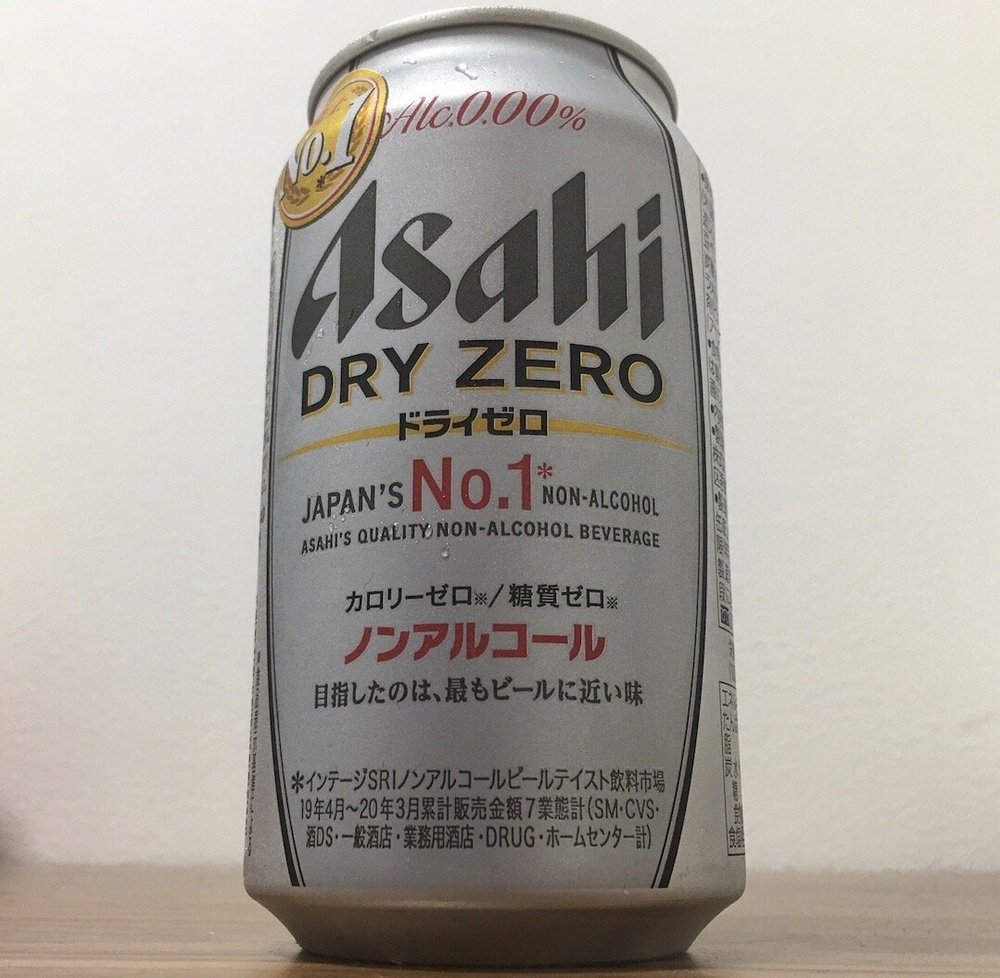 Alc.0.00%
No.1*
Asahi
DRY ZERO
ドライゼロ
JAPAN'S No.1* NON-ALCOHOL
ASAHI'S QUALITY NON-ALCOHOL BEVERAGE
カロリーゼロ※/糖質ゼロ※
ノンアルコール
目指したのは、最もビールに近い味
*インテージSRIノンアルコールビールテイスト飲料市場
19年4月～20年3月累計販売金額7業態計(SM・CVS・
酒DS・一般酒店・業務用酒店・DRUG・ホームセンター計)